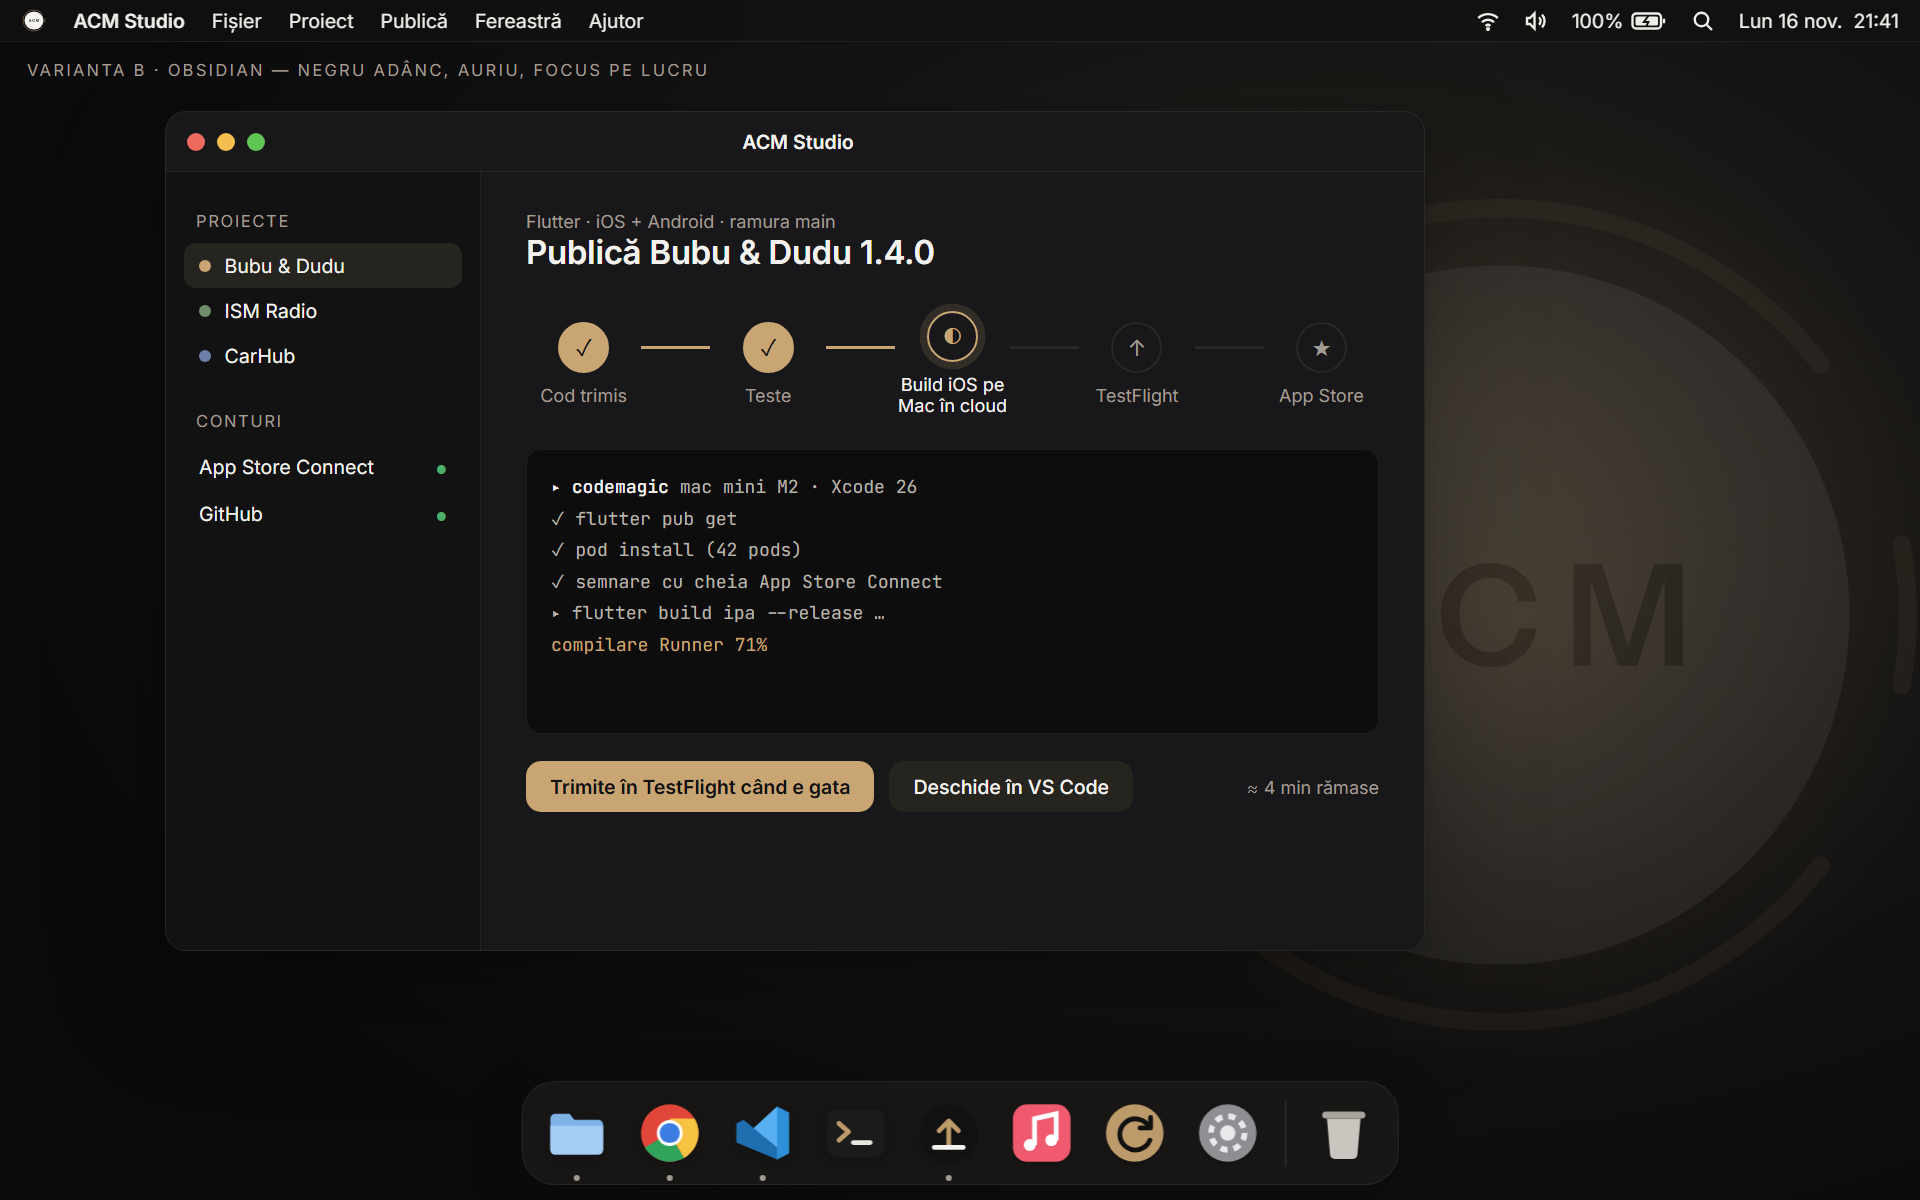 ACM
ACM Studio Fișier Proiect Publică Fereastră Ajutor 100% Lun 16 nov. 21:41
VARIANTA B · OBSIDIAN — NEGRU ADÂNC, AURIU, FOCUS PE LUCRU
ACM Studio
PROIECTE
Bubu & Dudu
ISM Radio
CarHub
CONTURI
App Store Connect
GitHub
Flutter · iOS + Android · ramura main
Publică Bubu & Dudu 1.4.0
✓ Cod trimis
✓ Teste
◐ Build iOS pe
Mac în cloud
↑ TestFlight
★ App Store
▸ codemagic mac mini M2 · Xcode 26
✓ flutter pub get
✓ pod install (42 pods)
✓ semnare cu cheia App Store Connect
▸ flutter build ipa --release …
compilare Runner 71%
Trimite în TestFlight când e gata
Deschide în VS Code
≈ 4 min rămase
CM